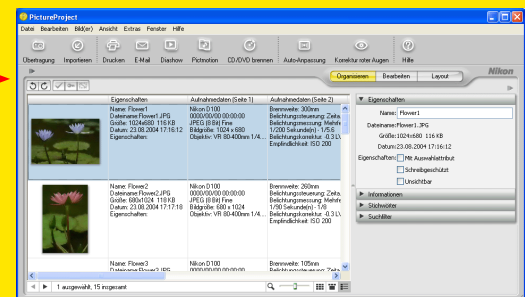 PictureProject
Datei Bearbeiten Bild(er) Ansicht Extras Fenster Hilfe
Übertragung Importieren Drucken E-Mail Diashow Pictmotion CD/DVD brennen Auto-Anpassung Korrektur roter Augen Hilfe
Organisieren Bearbeiten Layout Nikon
Eigenschaften Aufnahmedaten (Seite 1) Aufnahmedaten (Seite 2)
Name: Flower1 Nikon D100 Brennweite: 300mm
Dateiname:Flower1.JPG 0000/00/00 00:00:00 Belichtungssteuerung: Zeita.
Größe: 1024x680 116 KB JPEG (8 Bit) Fine Belichtungsmessung: Mehrfe
Datum: 23.08.2004 17:16:12 Bildgröße: 1024 x 680 1/200 Sekunde(n) - 1/5.6
Eigenschaften: Objektiv: VR 80-400mm 1/4... Belichtungskorrektur: -0.3 L\
Empfindlichkeit: ISO 200
Name: Flower2 Nikon D100 Brennweite: 260mm
Dateiname:Flower2.JPG 0000/00/00 00:00:00 Belichtungssteuerung: Zeita.
Größe: 680x1024 118 KB JPEG (8 Bit) Fine Belichtungsmessung: Mehrfe
Datum: 23.08.2004 17:17:18 Bildgröße: 680 x 1024 1/90 Sekunde(n) - 1/8
Eigenschaften: Objektiv: VR 80-400mm 1/4... Belichtungskorrektur: -0.3 L\
Empfindlichkeit: ISO 200
Name: Flower3 Nikon D100 Brennweite: 105mm
Dateiname:Flower3.JPG 0000/00/00 00:00:00 Belichtungssteuerung: Zeita.
Eigenschaften
Name: Flower1
Dateiname:Flower1.JPG
Größe:1024x680 116 KB
Datum:23.08.2004 17:16:12
Eigenschaften: Mit Auswahlattribut
Schreibgeschützt
Unsichtbar
Informationen
Stichwörter
Suchfilter
1 ausgewählt, 15 insgesamt